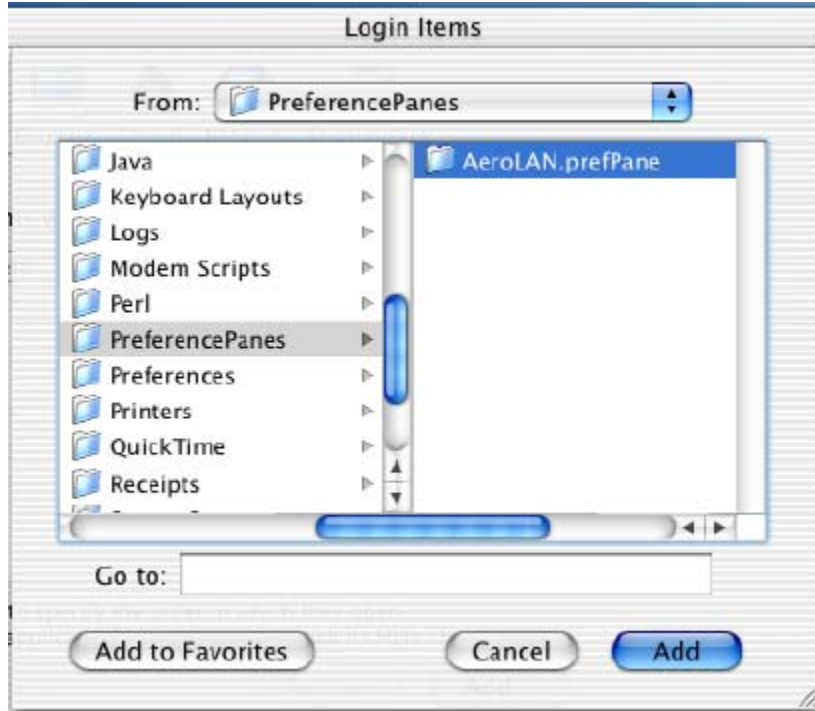 Login Items
From: PreferencePanes
Java
Keyboard Layouts
Logs
Modem Scripts
Perl
PreferencePanes
Preferences
Printers
QuickTime
Receipts
AeroLAN.prefPane
Go to:
Add to Favorites
Cancel
Add